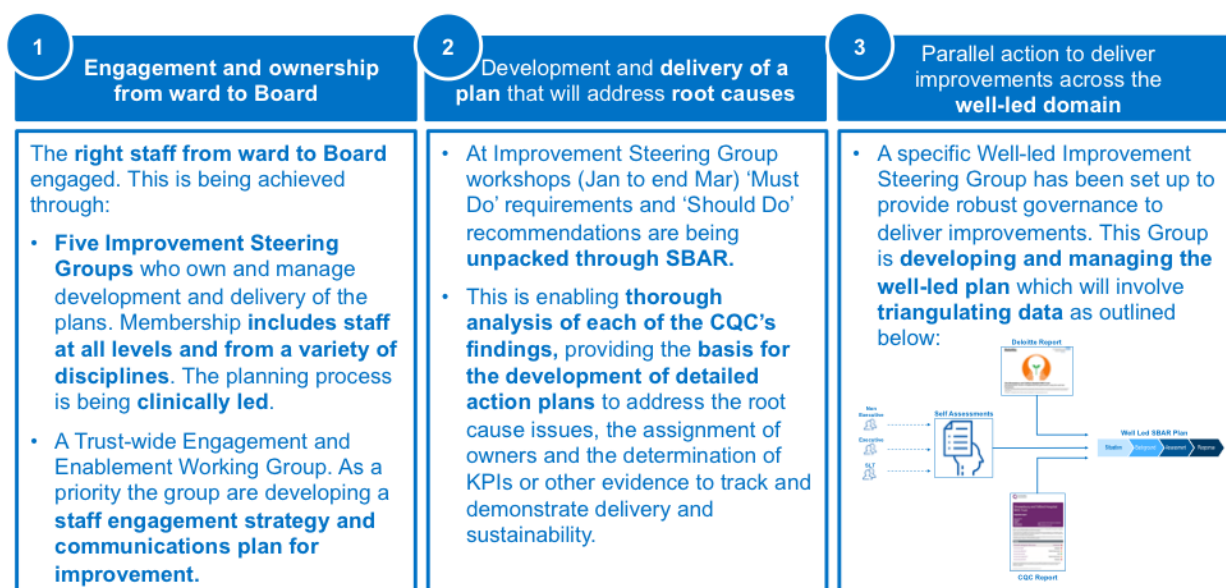 1
Engagement and ownership
from ward to Board
The right staff from ward to Board
engaged. This is being achieved
through:
• Five Improvement Steering
Groups who own and manage
development and delivery of the
plans. Membership includes staff
at all levels and from a variety of
disciplines. The planning process
is being clinically led.
• A Trust-wide Engagement and
Enablement Working Group. As a
priority the group are developing a
staff engagement strategy and
communications plan for
improvement.
2
Development and delivery of a
plan that will address root causes
• At Improvement Steering Group
workshops (Jan to end Mar) ‘Must
Do’ requirements and ‘Should Do’
recommendations are being
unpacked through SBAR.
• This is enabling thorough
analysis of each of the CQC’s
findings, providing the basis for
the development of detailed
action plans to address the root
cause issues, the assignment of
owners and the determination of
KPIs or other evidence to track and
demonstrate delivery and
sustainability.
3
Parallel action to deliver
improvements across the
well-led domain
• A specific Well-led Improvement
Steering Group has been set up to
provide robust governance to
deliver improvements. This Group
is developing and managing the
well-led plan which will involve
triangulating data as outlined
below:
Deloitte Report
Non
Executive
Executive
SLT
Self Assessments
Well Led SBAR Plan
Situation
Background
Assessment
Response
CQC Report